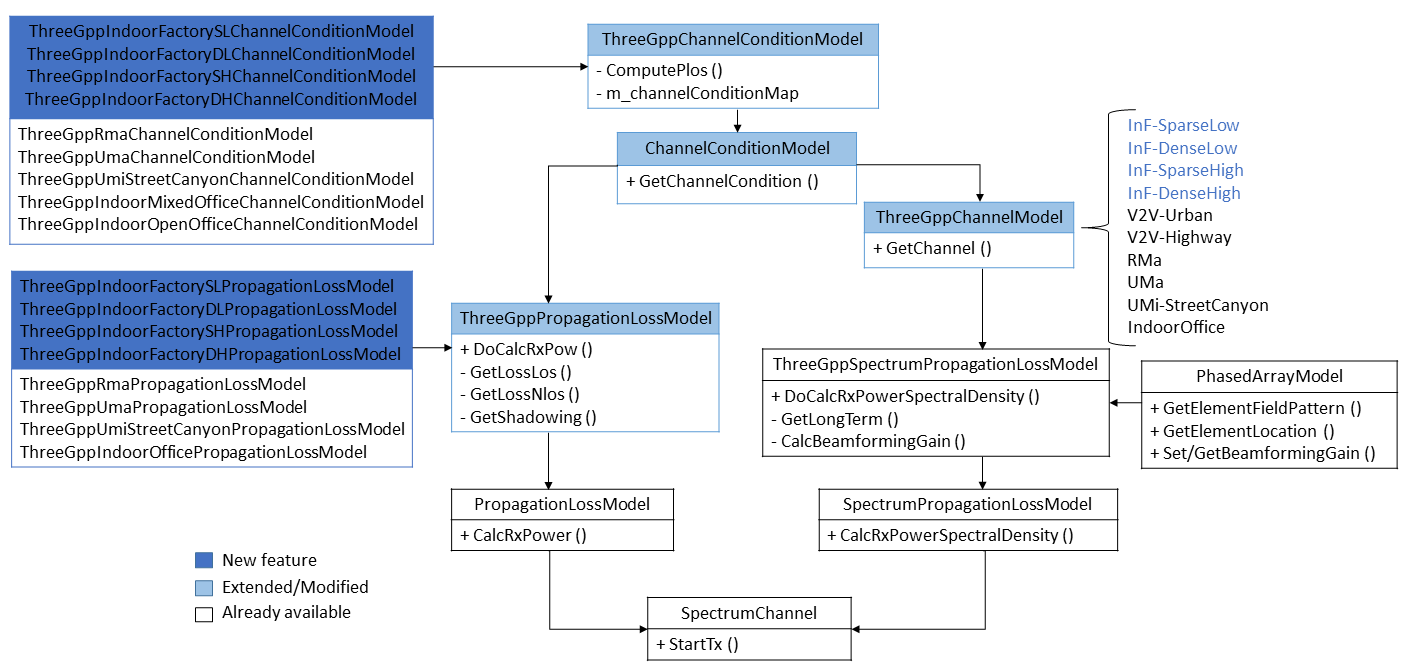 ThreeGppIndoorFactorySLChannelConditionModel
ThreeGppIndoorFactoryDLChannelConditionModel
ThreeGppIndoorFactorySHChannelConditionModel
ThreeGppIndoorFactoryDHChannelConditionModel
ThreeGppRmaChannelConditionModel
ThreeGppUmaChannelConditionModel
ThreeGppUmiStreetCanyonChannelConditionModel
ThreeGppIndoorMixedOfficeChannelConditionModel
ThreeGppIndoorOpenOfficeChannelConditionModel
ThreeGppChannelConditionModel
- ComputePlos ()
- m_channelConditionMap
ChannelConditionModel
+ GetChannelCondition ()
ThreeGppChannelModel
+ GetChannel ()
InF-SparseLow
InF-DenseLow
InF-SparseHigh
InF-DenseHigh
V2V-Urban
V2V-Highway
RMa
UMa
UMi-StreetCanyon
IndoorOffice
ThreeGppIndoorFactorySLPropagationLossModel
ThreeGppIndoorFactoryDLPropagationLossModel
ThreeGppIndoorFactorySHPropagationLossModel
ThreeGppIndoorFactoryDHPropagationLossModel
ThreeGppRmaPropagationLossModel
ThreeGppUmaPropagationLossModel
ThreeGppUmiStreetCanyonPropagationLossModel
ThreeGppIndoorOfficePropagationLossModel
ThreeGppPropagationLossModel
+ DoCalcRxPow ()
- GetLossLos ()
- GetLossNlos ()
- GetShadowing ()
ThreeGppSpectrumPropagationLossModel
+ DoCalcRxPowerSpectralDensity ()
- GetLongTerm ()
- CalcBeamformingGain ()
PhasedArrayModel
+ GetElementFieldPattern ()
+ GetElementLocation ()
+ Set/GetBeamformingGain ()
PropagationLossModel
+ CalcRxPower ()
SpectrumPropagationLossModel
+ CalcRxPowerSpectralDensity ()
New feature
Extended/Modified
Already available
SpectrumChannel
+ StartTx ()